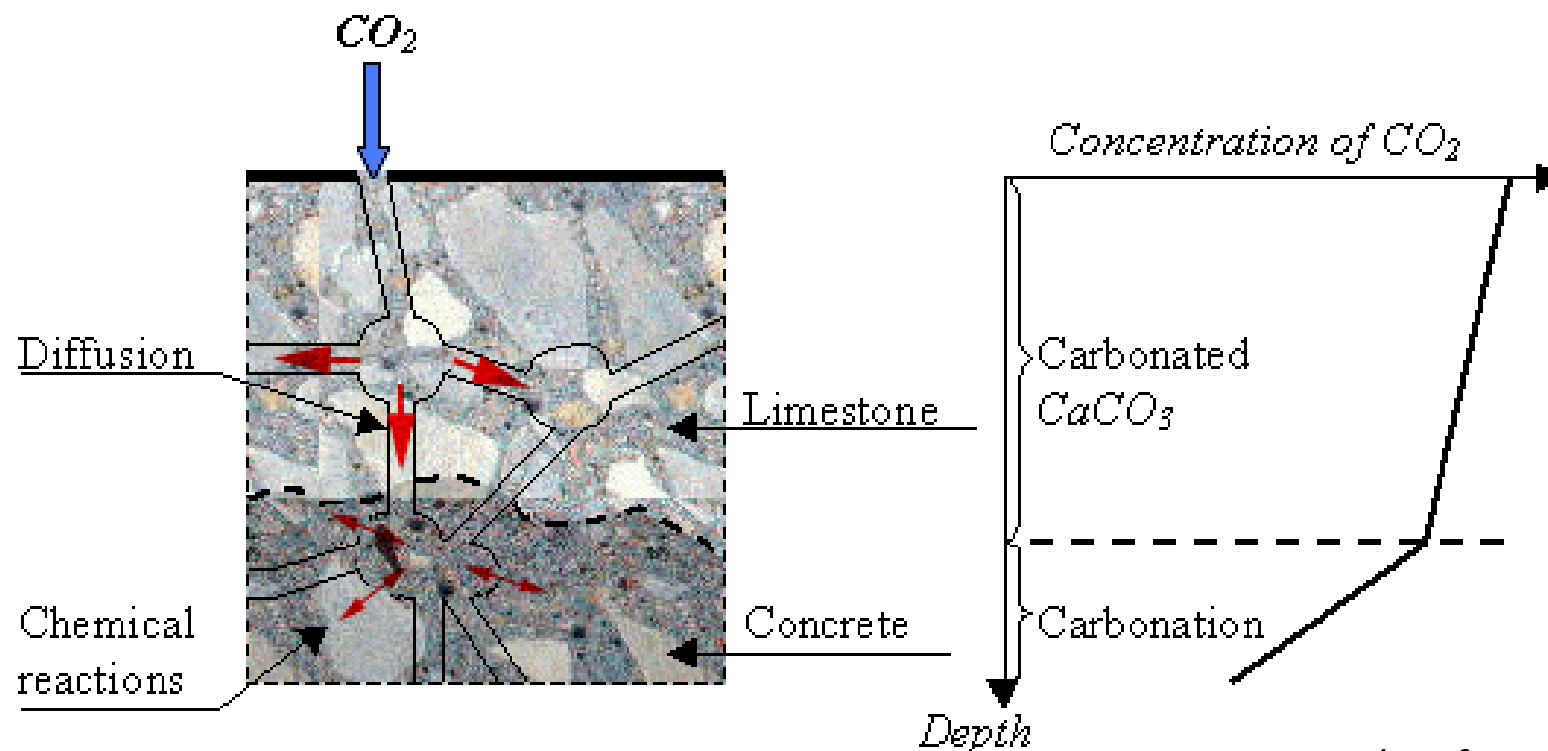 CO₂
Concentration of CO₂
Diffusion
Limestone
Carbonated
CaCO₃
Chemical
reactions
Concrete
Carbonation
Depth